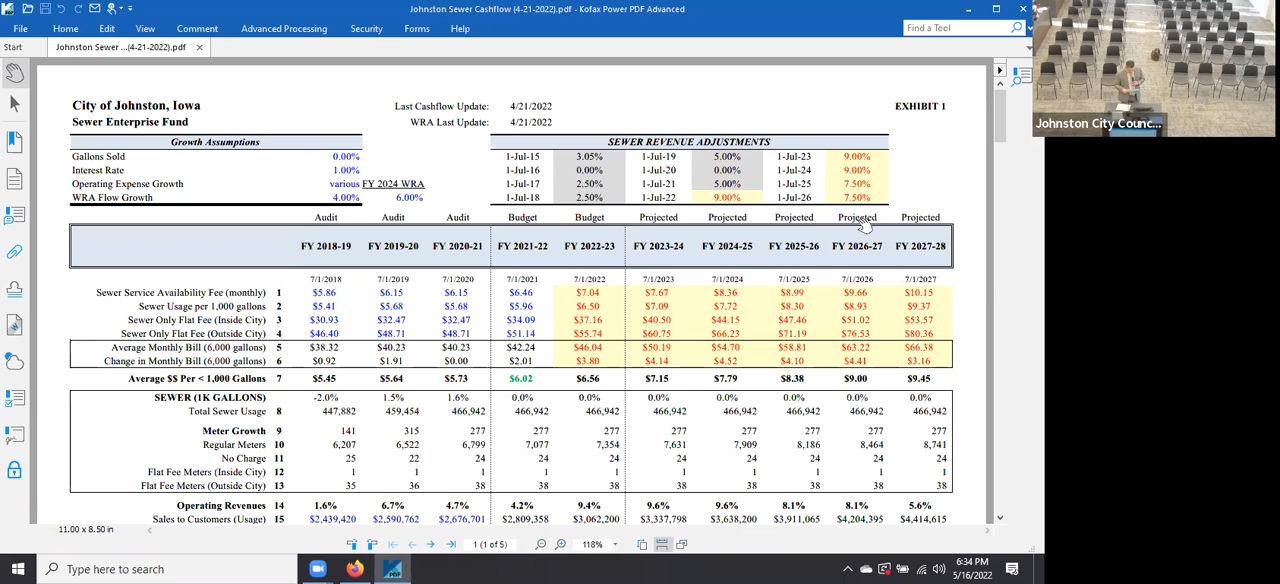 Johnston Sewer Cashflow (4-21-2022).pdf - Kofax Power PDF Advanced
File Home Edit View Comment Advanced Processing Security Forms Help Find a Tool
Start Johnston Sewer ...(4-21-2022).pdf
City of Johnston, Iowa Last Cashflow Update: 4/21/2022 EXHIBIT 1
Sewer Enterprise Fund WRA Last Update: 4/21/2022
Growth Assumptions SEWER REVENUE ADJUSTMENTS
Gallons Sold 0.00% 1-Jul-15 3.05% 1-Jul-19 5.00% 1-Jul-23 9.00%
Interest Rate 1.00% 1-Jul-16 0.00% 1-Jul-20 0.00% 1-Jul-24 9.00%
Operating Expense Growth various FY 2024 WRA 1-Jul-17 2.50% 1-Jul-21 5.00% 1-Jul-25 7.50%
WRA Flow Growth 4.00% 6.00% 1-Jul-18 2.50% 1-Jul-22 9.00% 1-Jul-26 7.50%
Audit Audit Audit Budget Budget Projected Projected Projected Projected Projected
FY 2018-19 FY 2019-20 FY 2020-21 FY 2021-22 FY 2022-23 FY 2023-24 FY 2024-25 FY 2025-26 FY 2026-27 FY 2027-28
7/1/2018 7/1/2019 7/1/2020 7/1/2021 7/1/2022 7/1/2023 7/1/2024 7/1/2025 7/1/2026 7/1/2027
Sewer Service Availability Fee (monthly) 1 $5.86 $6.15 $6.15 $6.46 $7.04 $7.67 $8.36 $8.99 $9.66 $10.15
Sewer Usage per 1,000 gallons 2 $5.41 $5.68 $5.68 $5.96 $6.50 $7.09 $7.72 $8.30 $8.93 $9.37
Sewer Only Flat Fee (Inside City) 3 $30.93 $32.47 $32.47 $34.09 $37.16 $40.50 $44.15 $47.46 $51.02 $53.57
Sewer Only Flat Fee (Outside City) 4 $46.40 $48.71 $48.71 $51.14 $55.74 $60.75 $66.23 $71.19 $76.53 $80.36
Average Monthly Bill (6,000 gallons) 5 $38.32 $40.23 $40.23 $42.24 $46.04 $50.19 $54.70 $58.81 $63.22 $66.38
Change in Monthly Bill (6,000 gallons) 6 $0.92 $1.91 $0.00 $2.01 $3.80 $4.14 $4.52 $4.10 $4.41 $3.16
Average $$ Per < 1,000 Gallons 7 $5.45 $5.64 $5.73 $6.02 $6.56 $7.15 $7.79 $8.38 $9.00 $9.45
SEWER (1K GALLONS) -2.0% 1.5% 1.6% 0.0% 0.0% 0.0% 0.0% 0.0% 0.0% 0.0%
Total Sewer Usage 8 447,882 459,454 466,942 466,942 466,942 466,942 466,942 466,942 466,942 466,942
Meter Growth 9 141 315 277 277 277 277 277 277 277 277
Regular Meters 10 6,207 6,522 6,799 7,077 7,354 7,631 7,909 8,186 8,464 8,741
No Charge 11 25 22 24 24 24 24 24 24 24 24
Flat Fee Meters (Inside City) 12 1 1 1 1 1 1 1 1 1 1
Flat Fee Meters (Outside City) 13 35 36 38 38 38 38 38 38 38 38
Operating Revenues 14 1.6% 6.7% 4.7% 4.2% 9.4% 9.6% 9.6% 8.1% 8.1% 5.6%
Sales to Customers (Usage) 15 $2,439,420 $2,590,762 $2,676,701 $2,809,358 $3,062,200 $3,337,798 $3,638,200 $3,911,065 $4,204,395 $4,414,615
11.00 x 8.50 in
1 (1 of 5) 118%
Type here to search 6:34 PM
5/16/2022
Johnston City Counc...